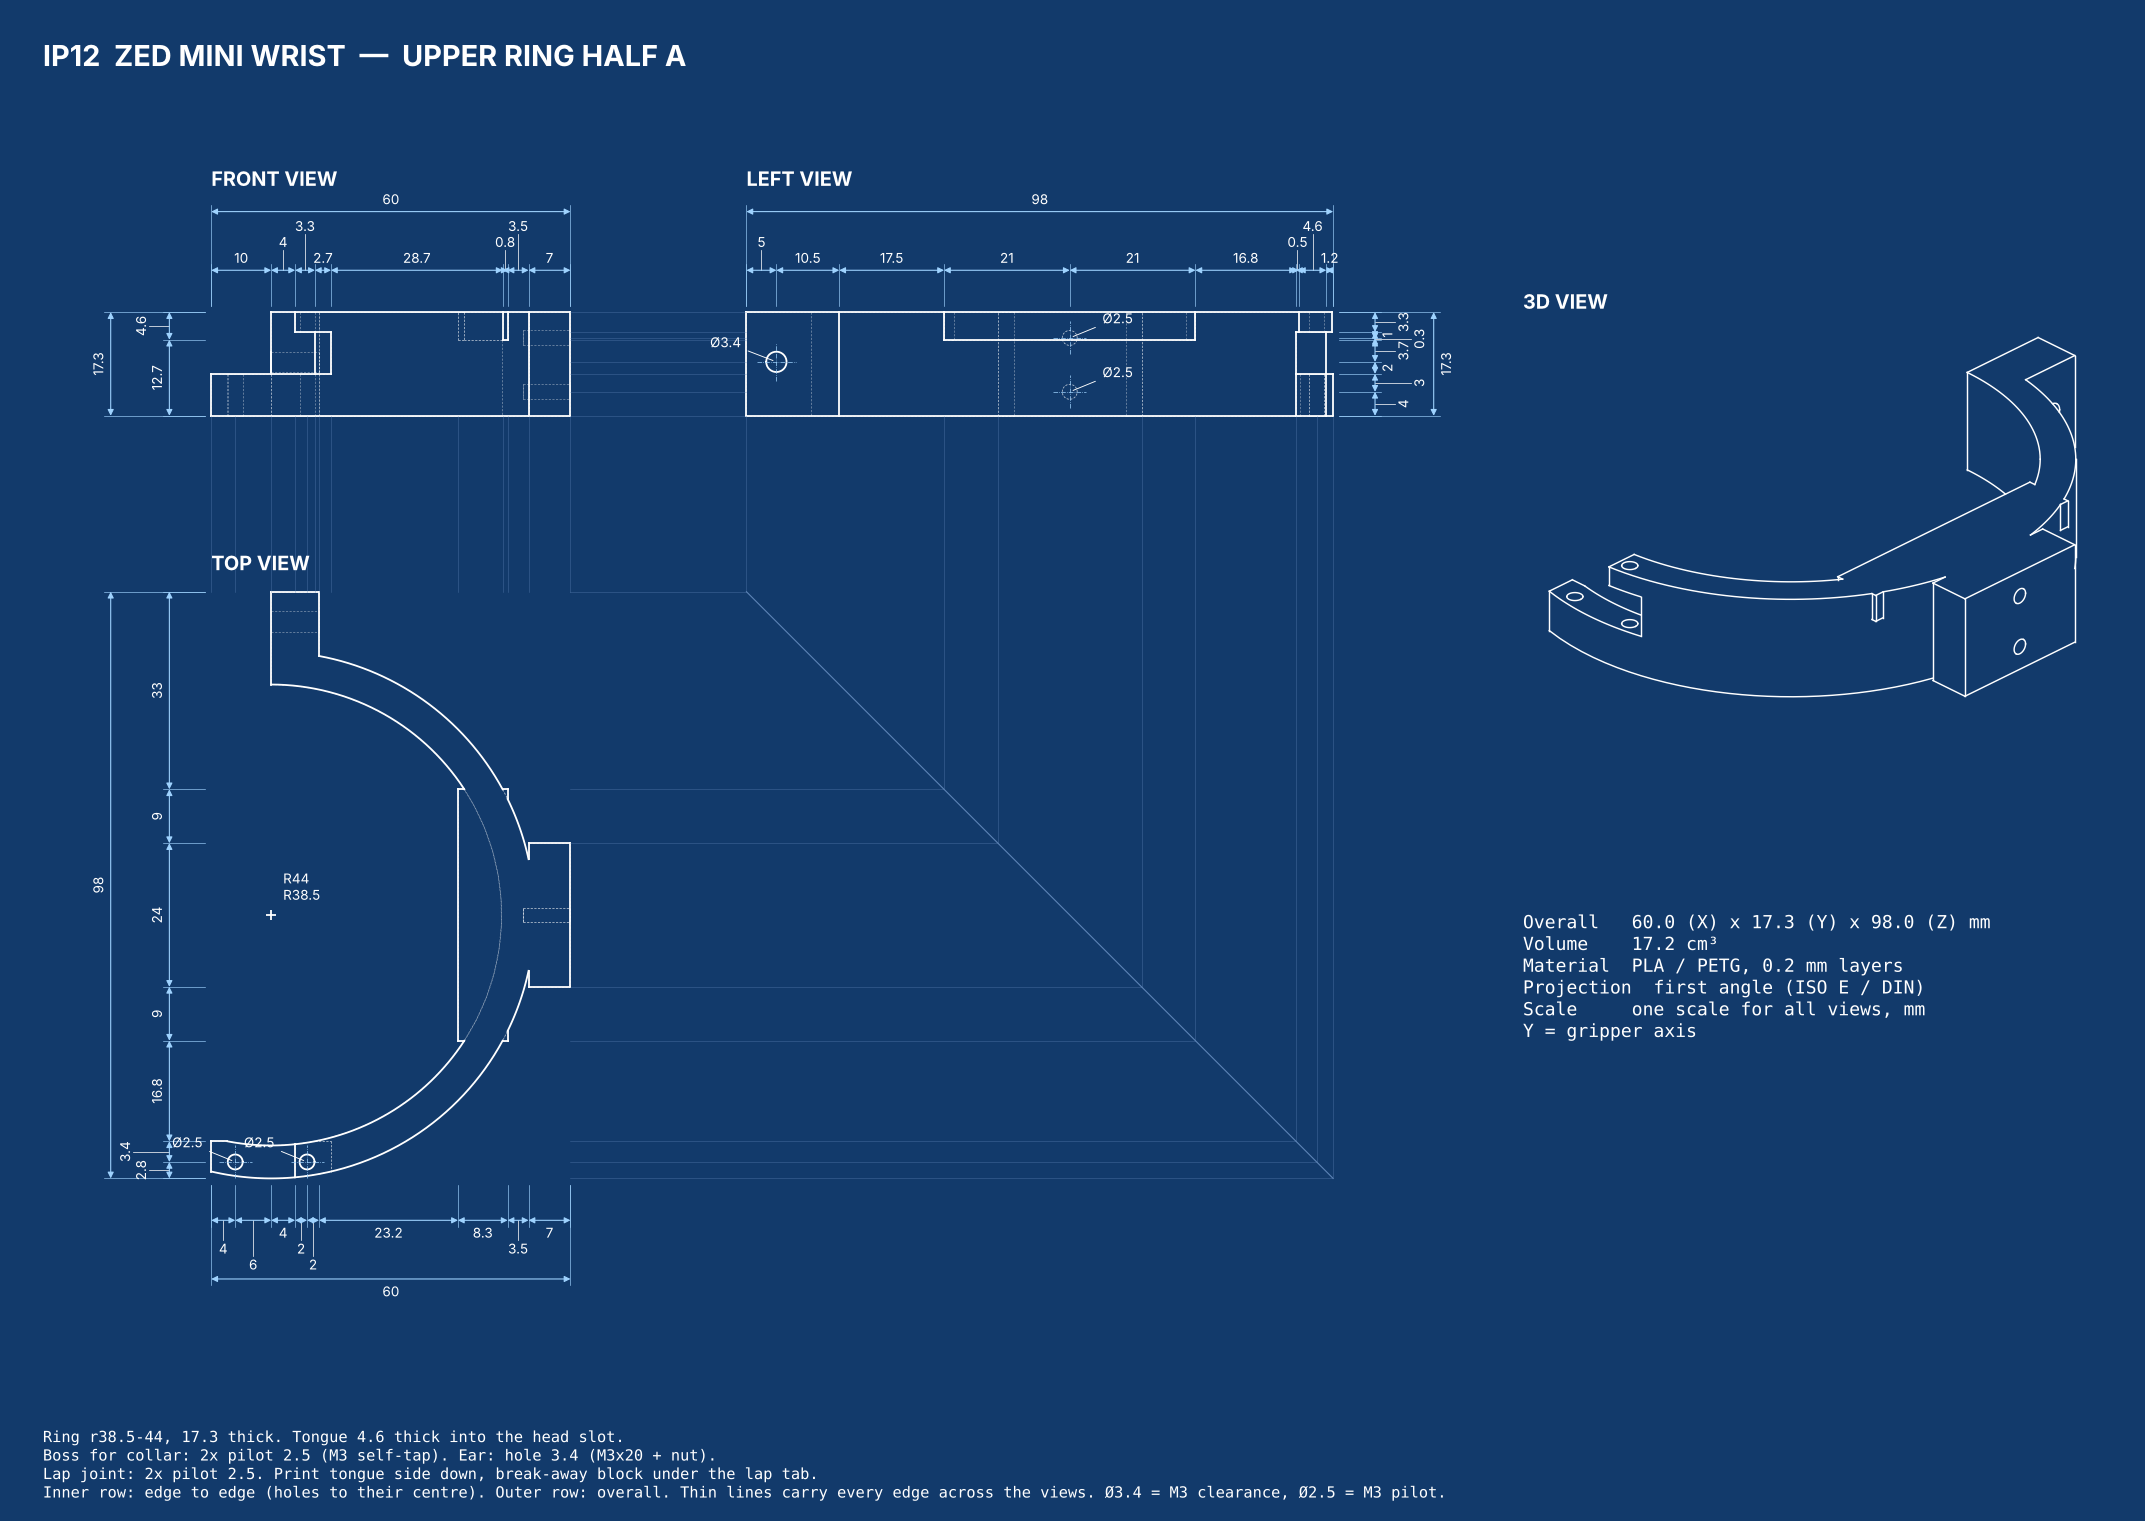 IP12 ZED MINI WRIST — UPPER RING HALF A
FRONT VIEW
60
3.3
3.5
4
0.8
10
2.7
28.7
7
4.6
17.3
12.7
LEFT VIEW
98
4.6
5
0.5
10.5
17.5
21
21
16.8
1.2
Ø2.5
Ø3.4
Ø2.5
3.3
1
0.3
3.7
17.3
2
3
4
3D VIEW
TOP VIEW
33
9
98
24
R44
R38.5
9
16.8
3.4
Ø2.5
Ø2.5
2.8
4
23.2
8.3
7
4
2
3.5
6
2
60
Overall 60.0 (X) x 17.3 (Y) x 98.0 (Z) mm
Volume 17.2 cm³
Material PLA / PETG, 0.2 mm layers
Projection first angle (ISO E / DIN)
Scale one scale for all views, mm
Y = gripper axis
Ring r38.5-44, 17.3 thick. Tongue 4.6 thick into the head slot.
Boss for collar: 2x pilot 2.5 (M3 self-tap). Ear: hole 3.4 (M3x20 + nut).
Lap joint: 2x pilot 2.5. Print tongue side down, break-away block under the lap tab.
Inner row: edge to edge (holes to their centre). Outer row: overall. Thin lines carry every edge across the views. Ø3.4 = M3 clearance, Ø2.5 = M3 pilot.